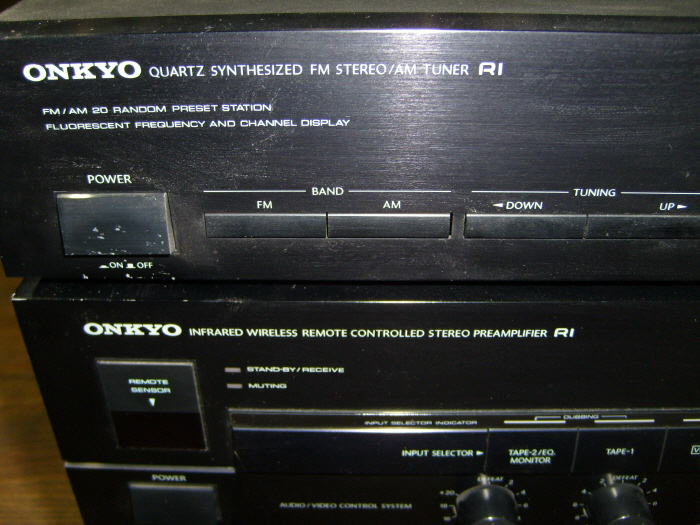 ONKYO QUARTZ SYNTHESIZED FM STEREO/AM TUNER RI
FM/AM 20 RANDOM PRESET STATION
FLUORESCENT FREQUENCY AND CHANNEL DISPLAY
POWER
BAND
TUNING
FM
AM
◄DOWN
UP►
ON OFF
ONKYO INFRARED WIRELESS REMOTE CONTROLLED STEREO PREAMPLIFIER RI
REMOTE
SENSOR
▼
STAND-BY/RECEIVE
MUTING
DUBBING
INPUT SELECTOR INDICATOR
INPUT SELECTOR►
TAPE-2/EQ.
MONITOR
TAPE-1
POWER
AUDIO/VIDEO CONTROL SYSTEM
DEFEAT
DEFEAT